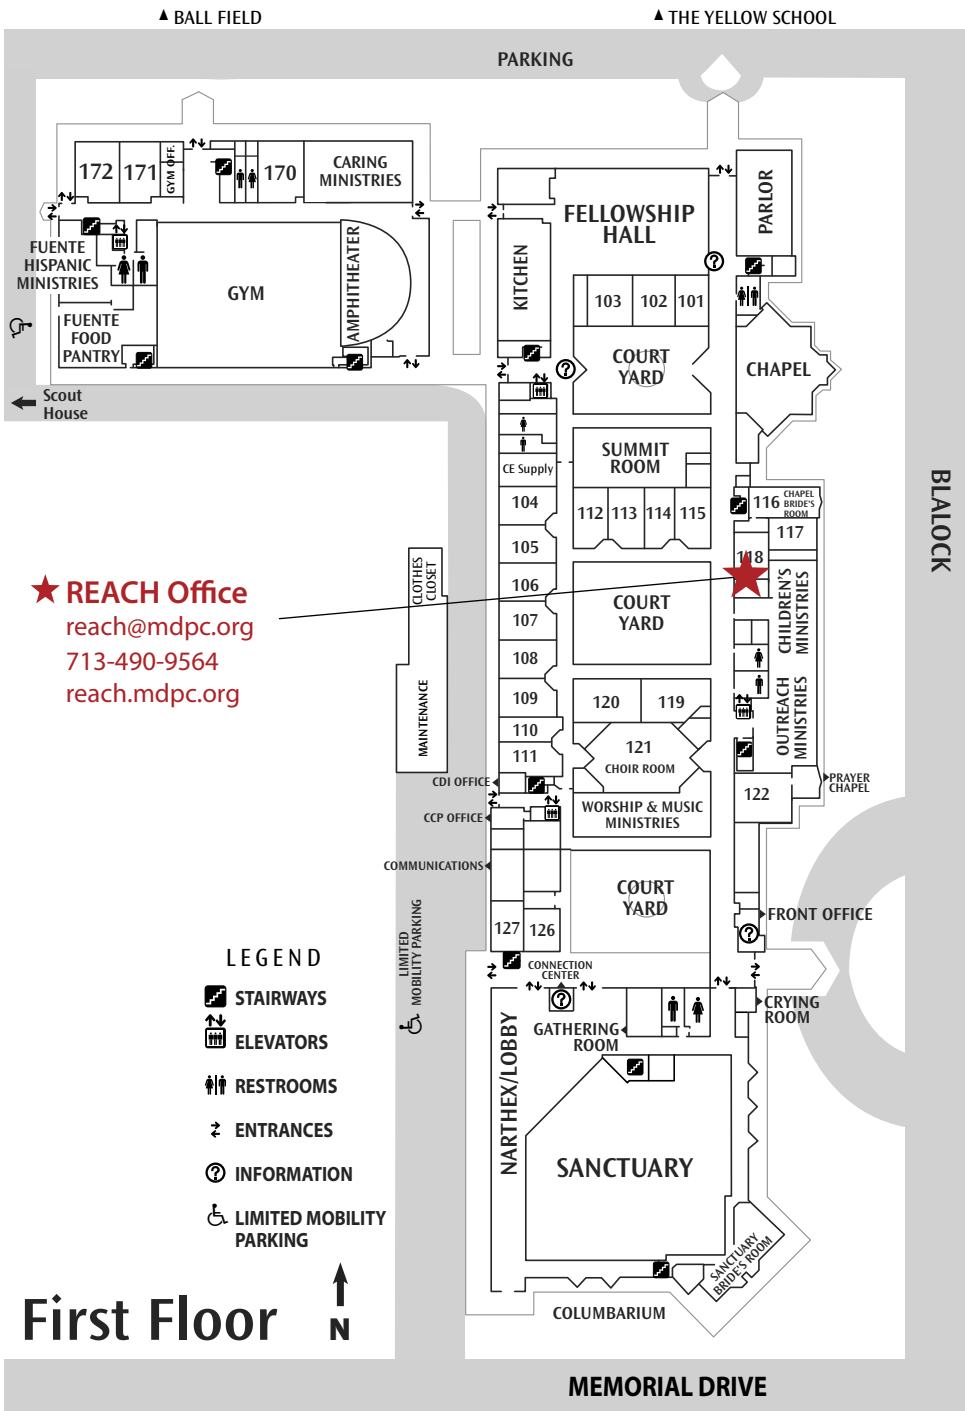 BALL FIELD
THE YELLOW SCHOOL
PARKING
172
171
GYM OFF.
170
CARING
MINISTRIES
PARLOR
FELLOWSHIP
HALL
KITCHEN
FUENTE
HISPANIC
MINISTRIES
GYM
AMPHITHEATER
103
102
101
FUENTE
FOOD
PANTRY
COURT
YARD
CHAPEL
Scout
House
SUMMIT
ROOM
CE Supply
104
112
113
114
115
116
CHAPEL
BRIDE'S
ROOM
117
118
BLALOCK
105
106
107
108
109
110
111
CLOTHES
CLOSET
MAINTENANCE
REACH Office
reach@mdpc.org
713-490-9564
reach.mdpc.org
COURT
YARD
CHILDREN'S
MINISTRIES
OUTREACH
MINISTRIES
120
119
121
CHOIR ROOM
CDI OFFICE
PRAYER
CHAPEL
122
WORSHIP & MUSIC
MINISTRIES
CCP OFFICE
COMMUNICATIONS
COURT
YARD
127
126
FRONT OFFICE
LIMITED
MOBILITY PARKING
CONNECTION
CENTER
CRYING
ROOM
GATHERING
ROOM
NARTHEX/LOBBY
SANCTUARY
SANCTUARY
BRIDE'S ROOM
COLUMBARIUM
LEGEND
STAIRWAYS
ELEVATORS
RESTROOMS
ENTRANCES
INFORMATION
LIMITED MOBILITY
PARKING
First Floor
N
MEMORIAL DRIVE